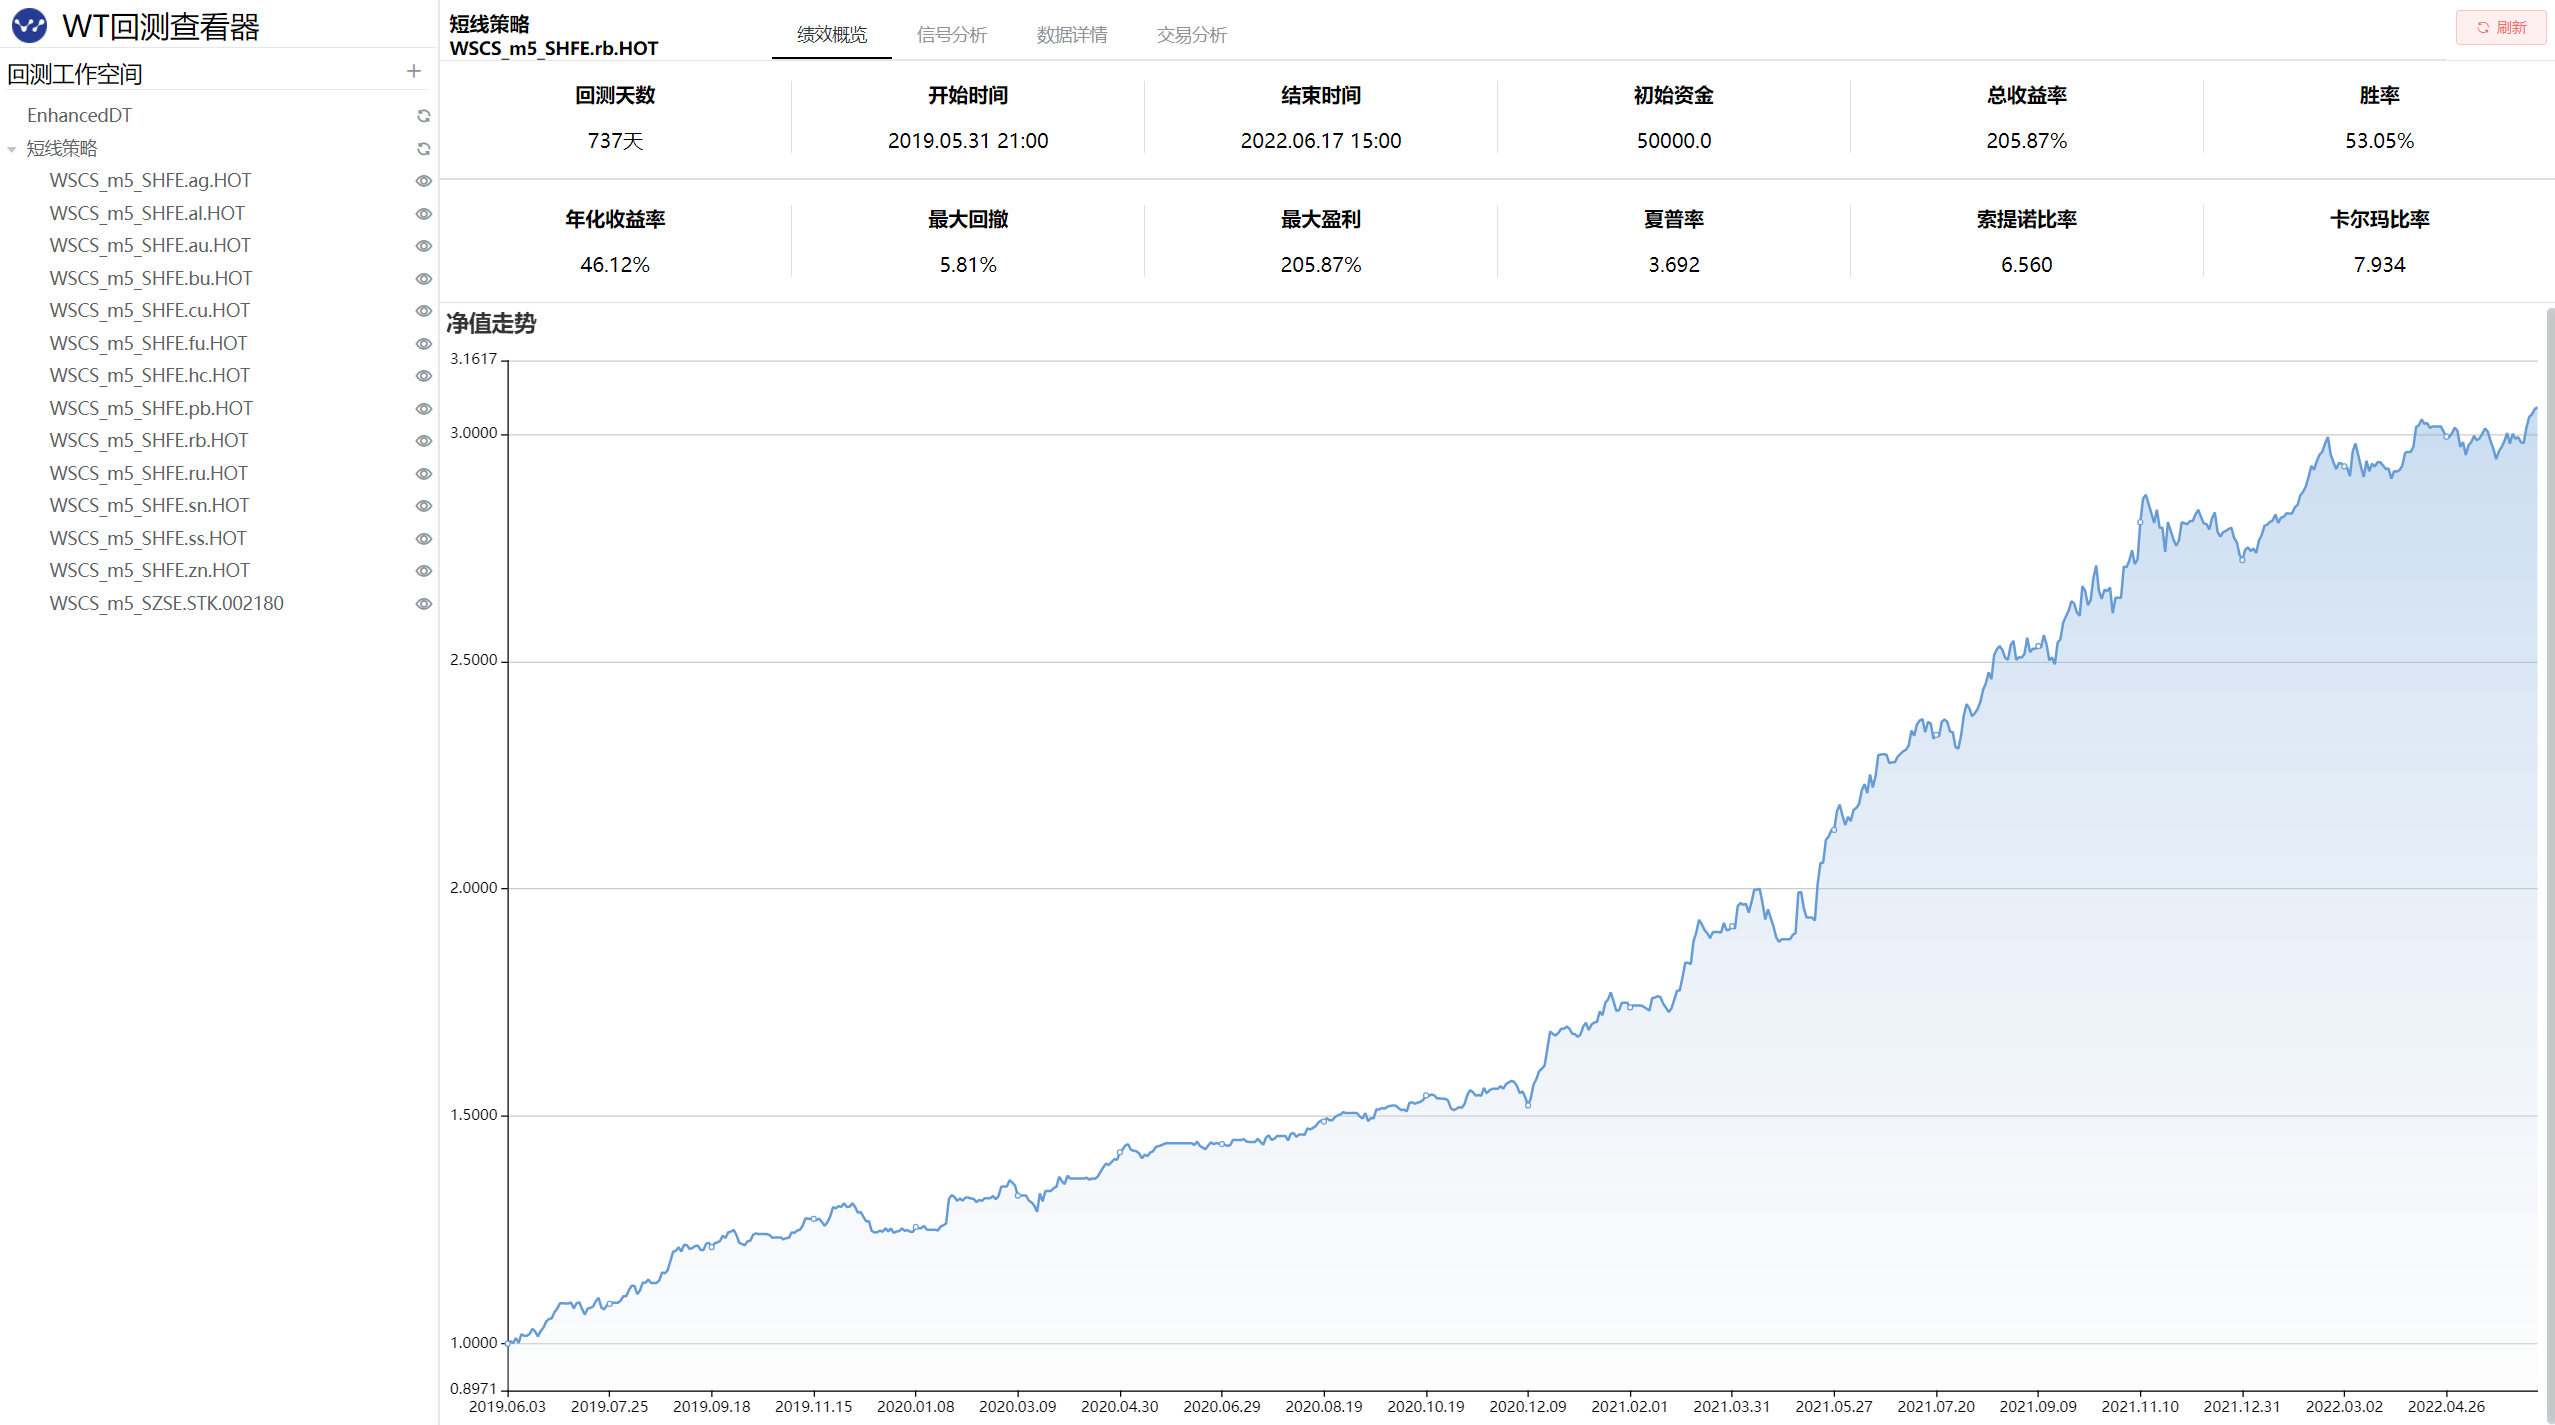 WT回测查看器
回测工作空间
EnhancedDT
短线策略
WSCS_m5_SHFE.ag.HOT
WSCS_m5_SHFE.al.HOT
WSCS_m5_SHFE.au.HOT
WSCS_m5_SHFE.bu.HOT
WSCS_m5_SHFE.cu.HOT
WSCS_m5_SHFE.fu.HOT
WSCS_m5_SHFE.hc.HOT
WSCS_m5_SHFE.pb.HOT
WSCS_m5_SHFE.rb.HOT
WSCS_m5_SHFE.ru.HOT
WSCS_m5_SHFE.sn.HOT
WSCS_m5_SHFE.ss.HOT
WSCS_m5_SHFE.zn.HOT
WSCS_m5_SZSE.STK.002180
短线策略
WSCS_m5_SHFE.rb.HOT
绩效概览 信号分析 数据详情 交易分析
刷新
回测天数 开始时间 结束时间 初始资金 总收益率 胜率
737天 2019.05.31 21:00 2022.06.17 15:00 50000.0 205.87% 53.05%
年化收益率 最大回撤 最大盈利 夏普率 索提诺比率 卡尔玛比率
46.12% 5.81% 205.87% 3.692 6.560 7.934
净值走势
3.1617
3.0000
2.5000
2.0000
1.5000
1.0000
0.8971
2019.06.03 2019.07.25 2019.09.18 2019.11.15 2020.01.08 2020.03.09 2020.04.30 2020.06.29 2020.08.19 2020.10.19 2020.12.09 2021.02.01 2021.03.31 2021.05.27 2021.07.20 2021.09.09 2021.11.10 2021.12.31 2022.03.02 2022.04.26